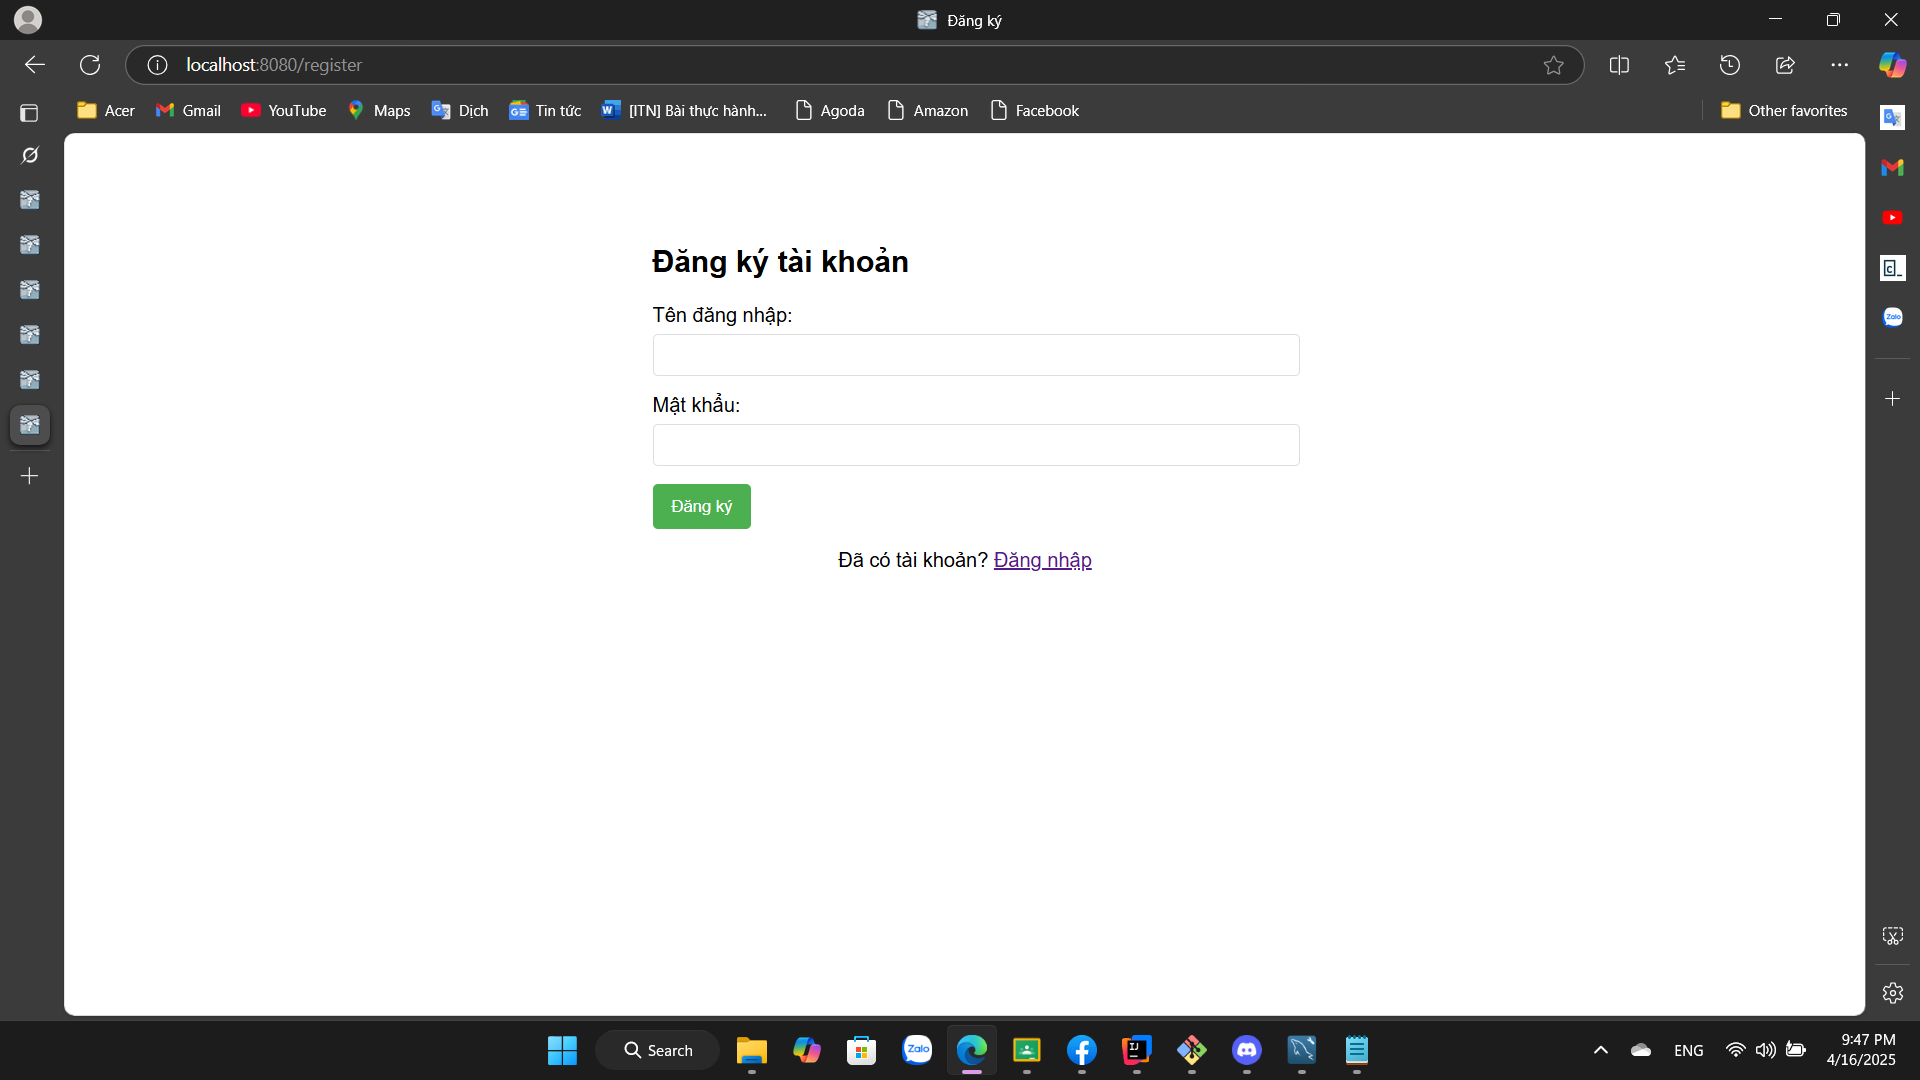 Đăng ký
localhost:8080/register
Acer Gmail YouTube Maps Dịch Tin tức [ITN] Bài thực hành... Agoda Amazon Facebook Other favorites
Đăng ký tài khoản
Tên đăng nhập:
Mật khẩu:
Đăng ký
Đã có tài khoản? Đăng nhập
Search
Zalo
ENG
9:47 PM
4/16/2025